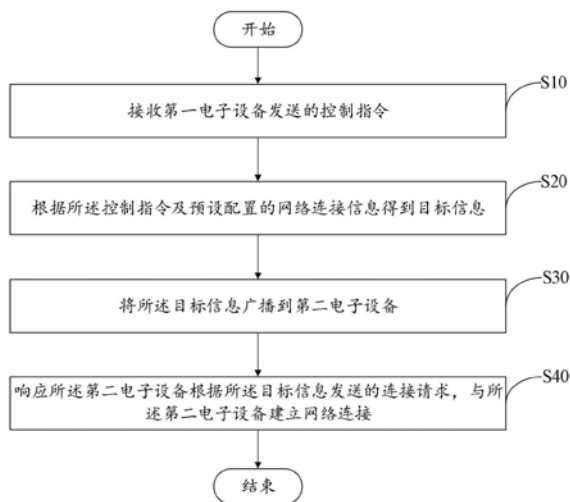 开始
S10
接收第一电子设备发送的控制指令
S20
根据所述控制指令及预设配置的网络连接信息得到目标信息
S30
将所述目标信息广播到第二电子设备
S40
响应所述第二电子设备根据所述目标信息发送的连接请求，与所
述第二电子设备建立网络连接
结束